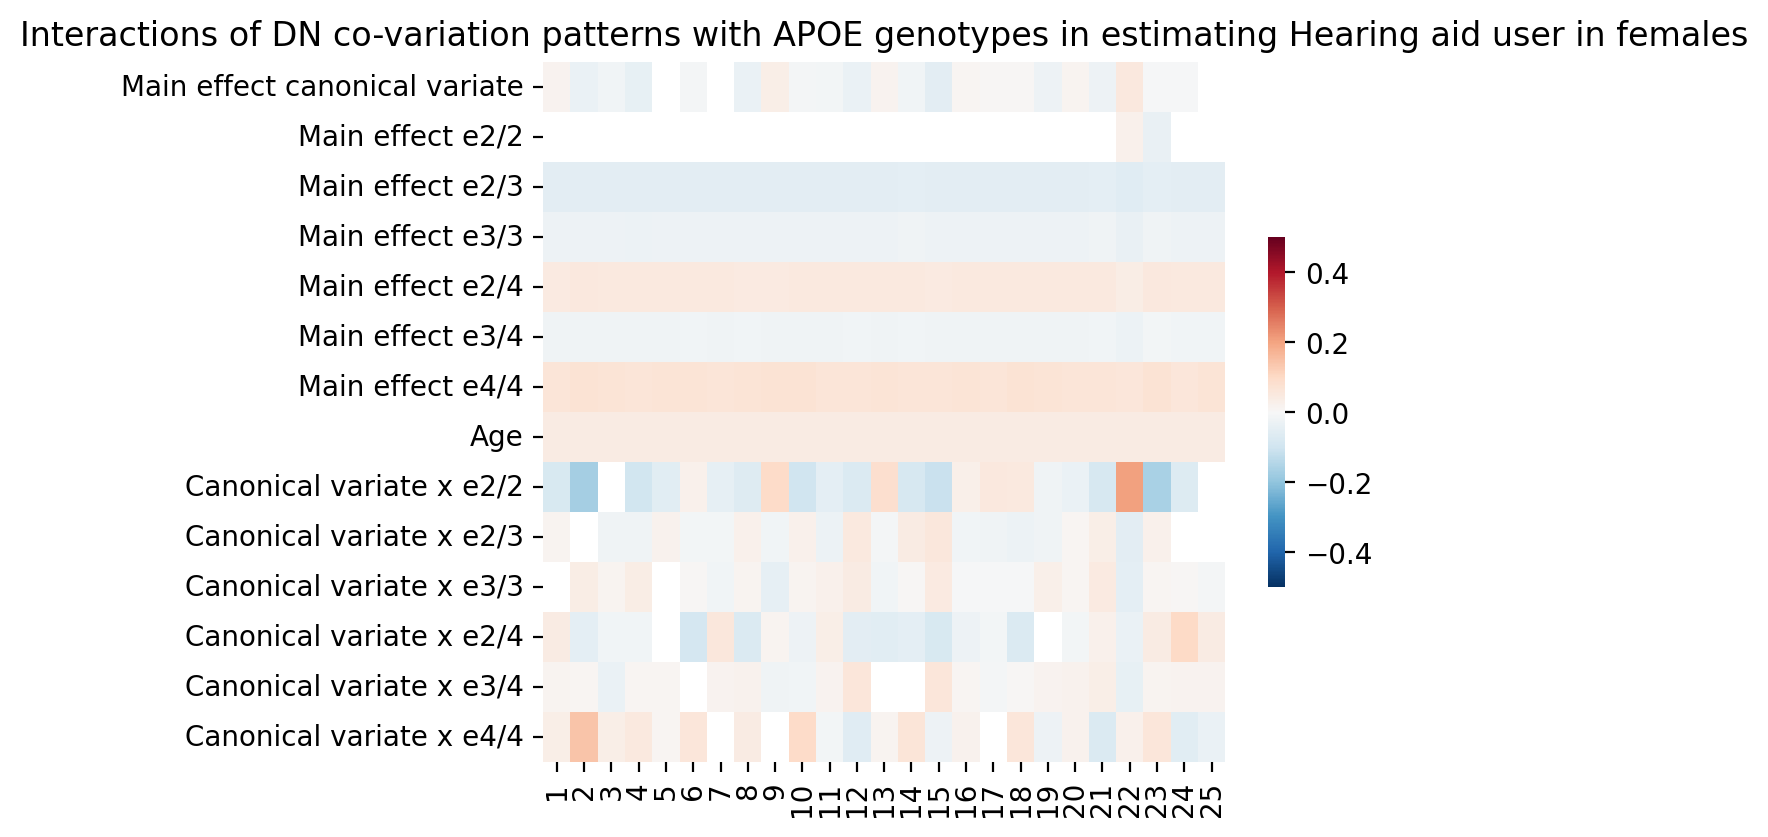 Interactions of DN co-variation patterns with APOE genotypes in estimating Hearing aid user in females
Main effect canonical variate
Main effect e2/2
Main effect e2/3
Main effect e3/3
Main effect e2/4
Main effect e3/4
Main effect e4/4
Age
Canonical variate x e2/2
Canonical variate x e2/3
Canonical variate x e3/3
Canonical variate x e2/4
Canonical variate x e3/4
Canonical variate x e4/4
1 2 3 4 5 6 7 8 9 10 11 12 13 14 15 16 17 18 19 20 21 22 23 24 25
0.4
0.2
0.0
−0.2
−0.4